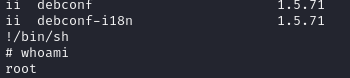 ii  debconf                      1.5.71
ii  debconf-i18n                 1.5.71
!/bin/sh
# whoami
root